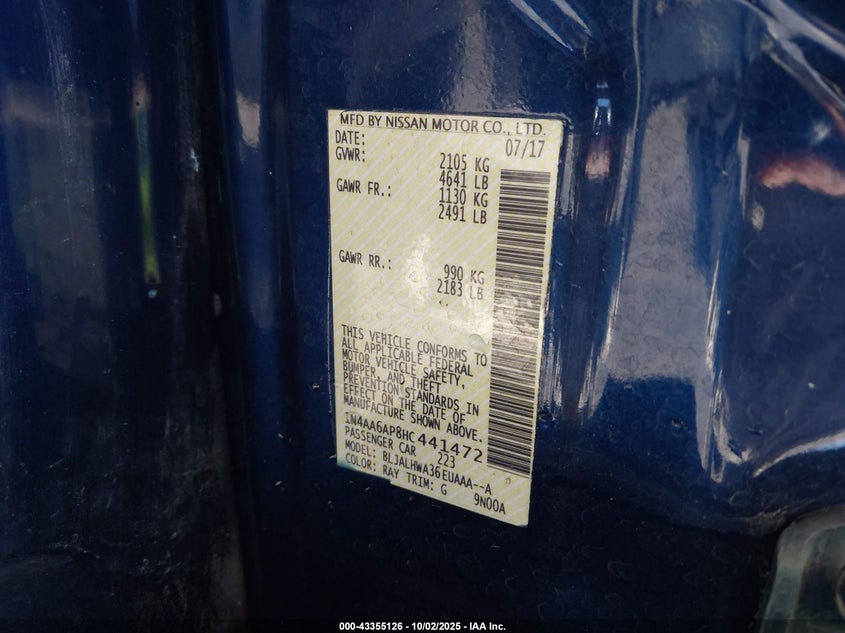 MFD BY NISSAN MOTOR CO., LTD.
DATE: 07/17
GVWR: 2105 KG
4641 LB
GAWR FR.: 1130 KG
2491 LB
GAWR RR.: 990 KG
2183 LB
THIS VEHICLE CONFORMS TO
ALL APPLICABLE FEDERAL
MOTOR VEHICLE SAFETY,
BUMPER, AND THEFT
PREVENTION STANDARDS IN
EFFECT ON THE DATE OF
MANUFACTURE SHOWN ABOVE.
1N4AA6AP8HC441472
PASSENGER CAR 223
MODEL: BLJALHWA36EUAAA--A
COLOR: RAY TRIM: G 9N00A
000-43355126 - 10/02/2025 - IAA Inc.